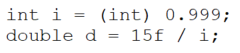 int i = (int) 0.999;
double d = 15f / i;